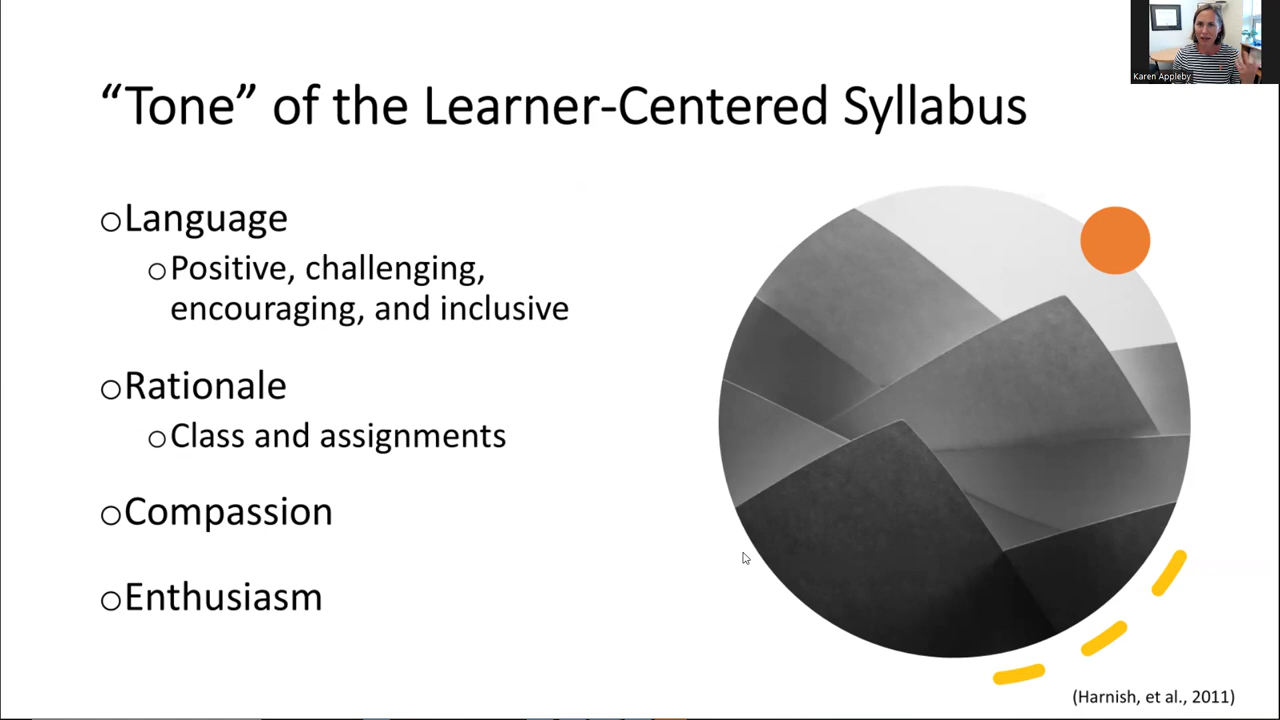 Karen Appleby
“Tone” of the Learner-Centered Syllabus
Language
Positive, challenging,
encouraging, and inclusive
Rationale
Class and assignments
Compassion
Enthusiasm
(Harnish, et al., 2011)